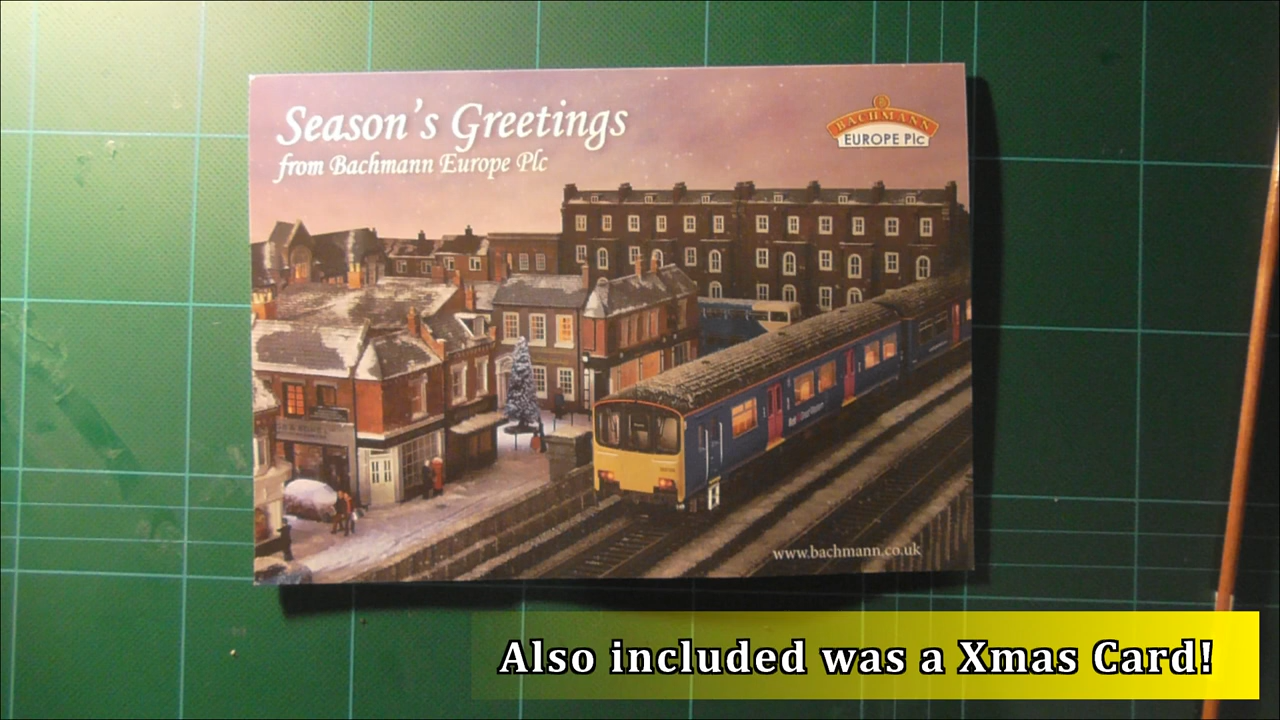 Season's Greetings
from Bachmann Europe Plc
BACHMANN
EUROPE Plc
www.bachmann.co.uk
Also included was a Xmas Card!